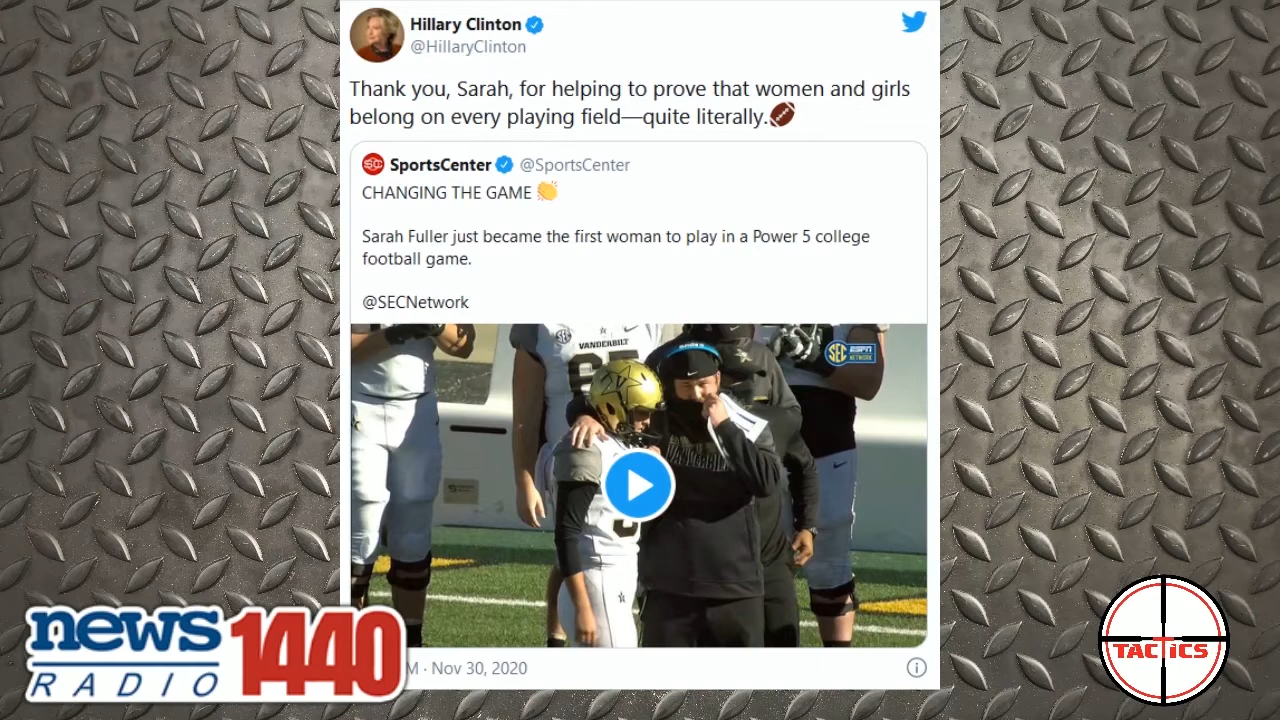 Hillary Clinton
@HillaryClinton
Thank you, Sarah, for helping to prove that women and girls
belong on every playing field—quite literally.🏈
SC
SportsCenter @SportsCenter
CHANGING THE GAME 👏
Sarah Fuller just became the first woman to play in a Power 5 college
football game.
@SECNetwork
SEC
VANDERBILT
SEC ESPN
NETWORK
M · Nov 30, 2020
news 1440
RADIO
TACTICS